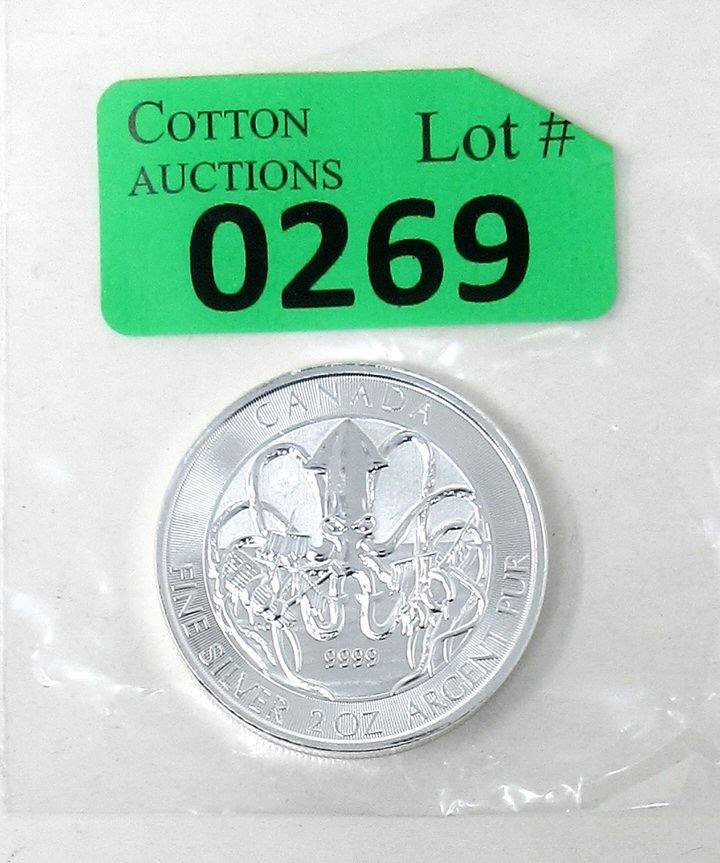 COTTON
AUCTIONS
Lot #
0269
CANADA
9999
FINE SILVER 2 OZ ARGENT PUR